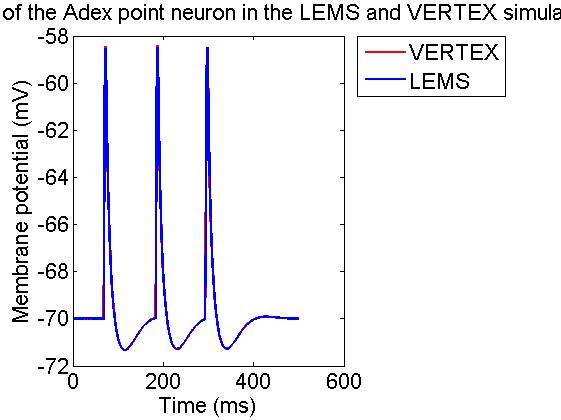 of the Adex point neuron in the LEMS and VERTEX simula
VERTEX
LEMS
Membrane potential (mV)
-58
-60
-62
-64
-66
-68
-70
-72
0
200
400
600
Time (ms)